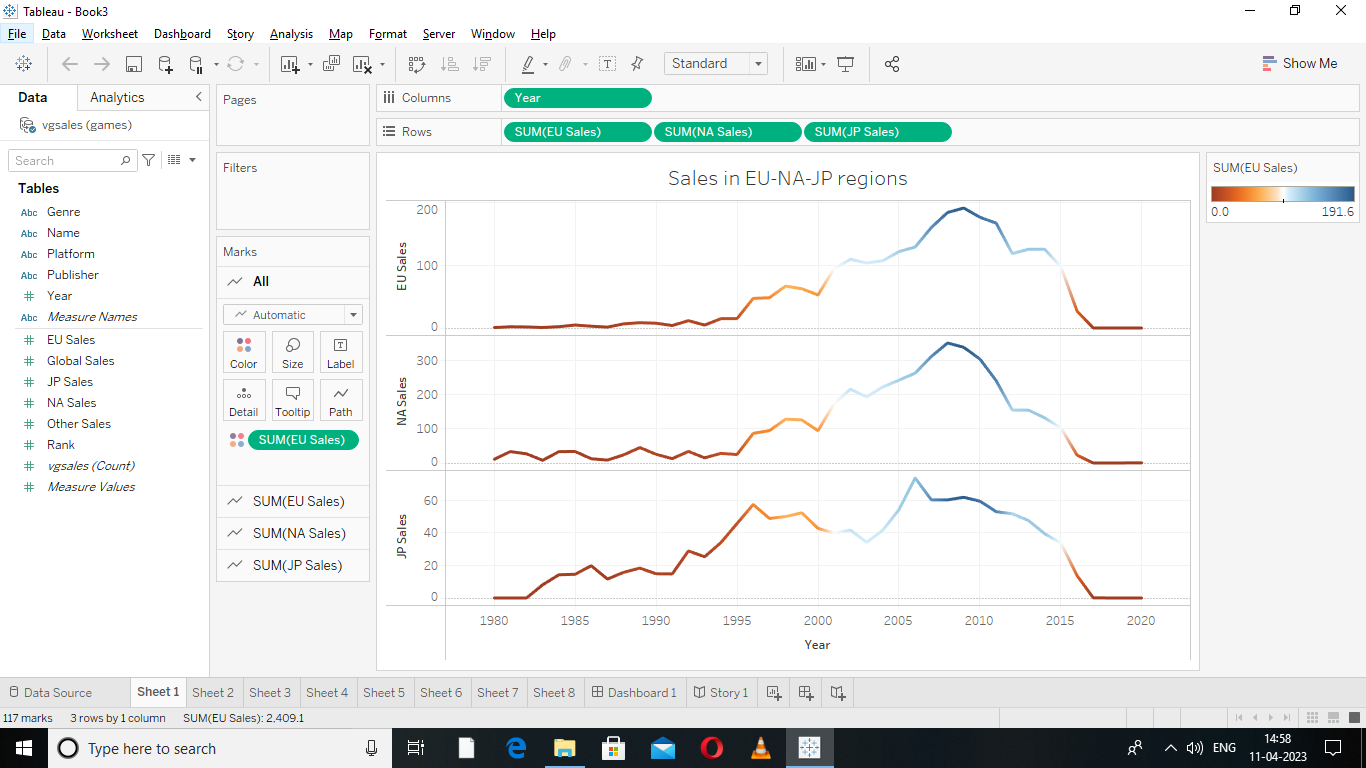 Tableau - Book3
File Data Worksheet Dashboard Story Analysis Map Format Server Window Help
Standard
Show Me
Data Analytics
vgsales (games)
Search
Tables
Abc Genre
Abc Name
Abc Platform
Abc Publisher
# Year
Abc Measure Names
# EU Sales
# Global Sales
# JP Sales
# NA Sales
# Other Sales
# Rank
# vgsales (Count)
# Measure Values
Pages
Filters
Marks
All
Automatic
Color Size Label
Detail Tooltip Path
SUM(EU Sales)
SUM(EU Sales)
SUM(NA Sales)
SUM(JP Sales)
Columns Year
Rows SUM(EU Sales) SUM(NA Sales) SUM(JP Sales)
Sales in EU-NA-JP regions
EU Sales
200
100
0
NA Sales
300
200
100
0
JP Sales
60
40
20
0
1980 1985 1990 1995 2000 2005 2010 2015 2020
Year
SUM(EU Sales)
0.0 191.6
Data Source Sheet 1 Sheet 2 Sheet 3 Sheet 4 Sheet 5 Sheet 6 Sheet 7 Sheet 8 Dashboard 1 Story 1
117 marks 3 rows by 1 column SUM(EU Sales): 2,409.1
Type here to search
ENG
14:58
11-04-2023